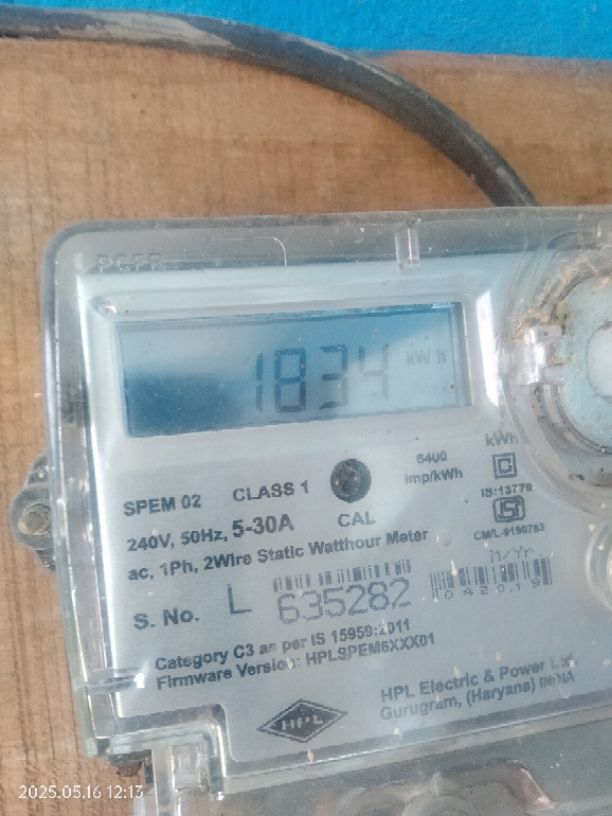 1834 kWh
kWh
6400
imp/kWh
SPEM 02 CLASS 1
IS:13779
CAL
240V, 50Hz, 5-30A
CM/L-9190783
ac, 1Ph, 2Wire Static Watthour Meter
M/Yr.
S. No. L 635282
042019
Category C3 as per IS 15959:2011
Firmware Version: HPLSPEM6XXX01
HPL Electric & Power Ltd
Gurugram, (Haryana) INDIA
HPL
2025.05.16 12:13